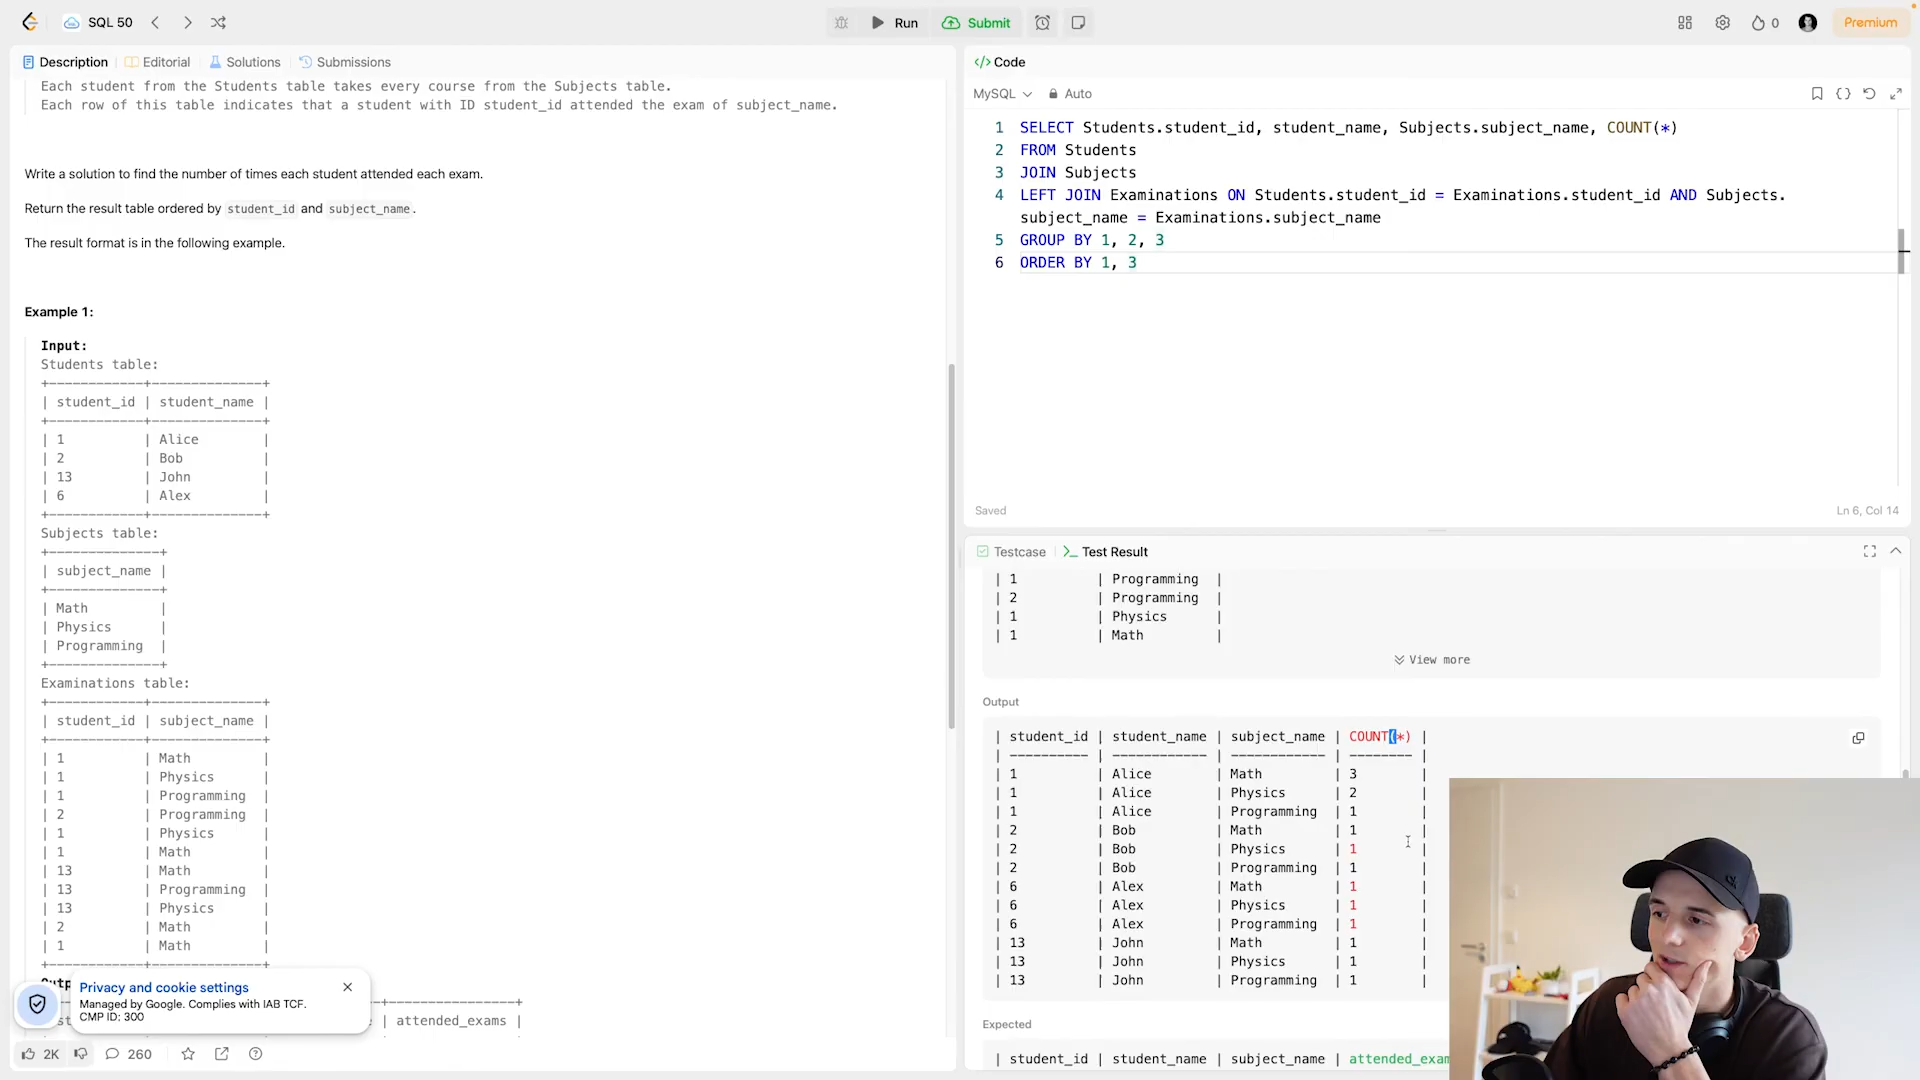 SQL 50
Run
Submit
0
Premium
Description
Editorial
Solutions
Submissions
Each student from the Students table takes every course from the Subjects table.
Each row of this table indicates that a student with ID student_id attended the exam of subject_name.
Write a solution to find the number of times each student attended each exam.
Return the result table ordered by student_id and subject_name.
The result format is in the following example.
Example 1:
Input:
Students table:
+------------+--------------+
| student_id | student_name |
+------------+--------------+
| 1 | Alice |
| 2 | Bob |
| 13 | John |
| 6 | Alex |
+------------+--------------+
Subjects table:
+--------------+
| subject_name |
+--------------+
| Math |
| Physics |
| Programming |
+--------------+
Examinations table:
+------------+--------------+
| student_id | subject_name |
+------------+--------------+
| 1 | Math |
| 1 | Physics |
| 1 | Programming |
| 2 | Programming |
| 1 | Physics |
| 1 | Math |
| 13 | Math |
| 13 | Programming |
| 13 | Physics |
| 2 | Math |
| 1 | Math |
+------------+--------------+
| attended_exams |
Privacy and cookie settings
Managed by Google. Complies with IAB TCF.
CMP ID: 300
2K
260
Code
MySQL
Auto
1 SELECT Students.student_id, student_name, Subjects.subject_name, COUNT(*)
2 FROM Students
3 JOIN Subjects
4 LEFT JOIN Examinations ON Students.student_id = Examinations.student_id AND Subjects.
subject_name = Examinations.subject_name
5 GROUP BY 1, 2, 3
6 ORDER BY 1, 3
Saved
Ln 6, Col 14
Testcase
Test Result
| 1 | Programming |
| 2 | Programming |
| 1 | Physics |
| 1 | Math |
View more
Output
| student_id | student_name | subject_name | COUNT(*) |
| ---------- | ------------ | ------------ | -------- |
| 1 | Alice | Math | 3 |
| 1 | Alice | Physics | 2 |
| 1 | Alice | Programming | 1 |
| 2 | Bob | Math | 1 |
| 2 | Bob | Physics | 1 |
| 2 | Bob | Programming | 1 |
| 6 | Alex | Math | 1 |
| 6 | Alex | Physics | 1 |
| 6 | Alex | Programming | 1 |
| 13 | John | Math | 1 |
| 13 | John | Physics | 1 |
| 13 | John | Programming | 1 |
Expected
| student_id | student_name | subject_name | attended_exam